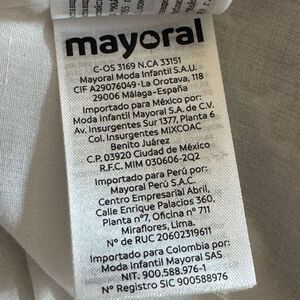 mayoral
C-OS 3169 N.CA 33151
Mayoral Moda Infantil S.A.U.
CIF A29076049 · La Orotava, 118
29006 Málaga-España
Importado para México por:
Moda Infantil Mayoral S.A. de C.V.
Av. Insurgentes Sur 1377, Planta 6
Col. Insurgentes MIXCOAC
Benito Juárez
C.P. 03920 Ciudad de México
R.F.C. MIM 030606-2Q2
Importado para Perú por:
Mayoral Perú S.A.C.
Centro Empresarial Abril,
Calle Enrique Palacios 360,
Planta nº7, Oficina nº 711
Miraflores, Lima.
Nº de RUC 20602319611
Importado para Colombia por:
Moda infantil Mayoral SAS
NIT. 900.588.976-1
Nº Registro SIC 900588976